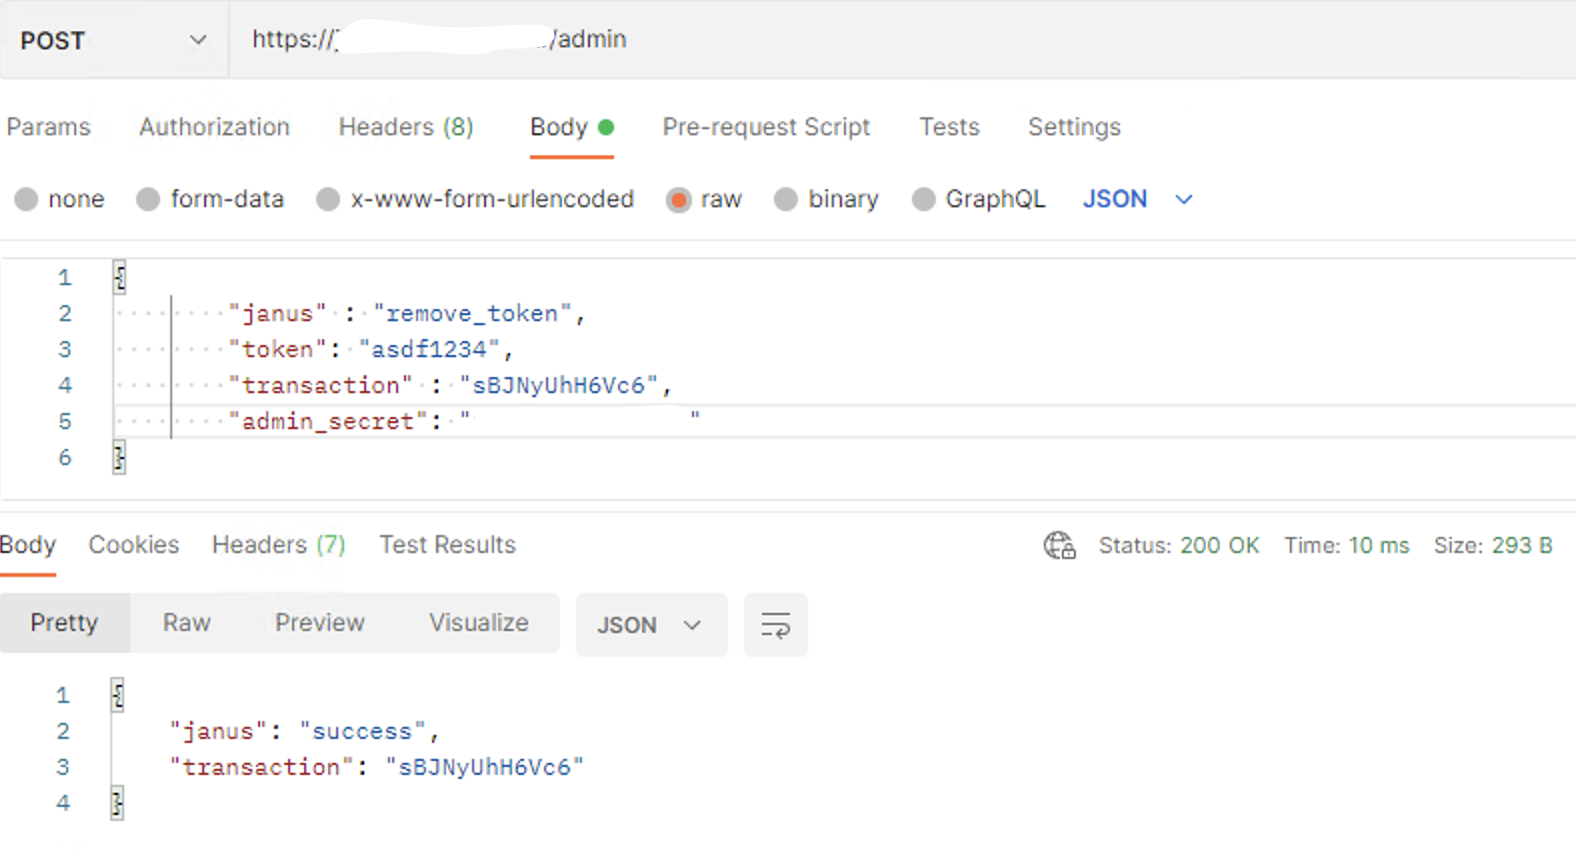 POST https:// /admin
Params Authorization Headers (8) Body Pre-request Script Tests Settings
none form-data x-www-form-urlencoded raw binary GraphQL JSON
1 {
2 "janus" : "remove_token",
3 "token": "asdf1234",
4 "transaction" : "sBJNyUhH6Vc6",
5 "admin_secret": " "
6 }
Body Cookies Headers (7) Test Results Status: 200 OK Time: 10 ms Size: 293 B
Pretty Raw Preview Visualize JSON
1 {
2 "janus": "success",
3 "transaction": "sBJNyUhH6Vc6"
4 }